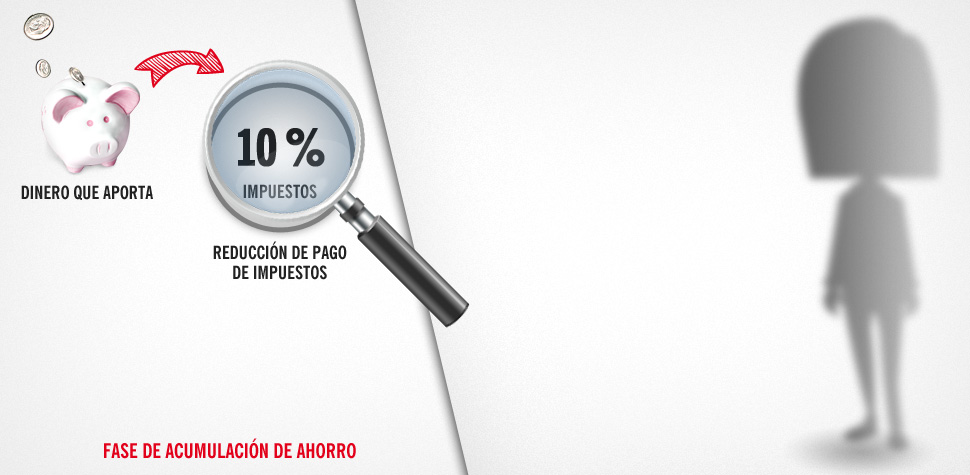 10 %
IMPUESTOS
DINERO QUE APORTA
REDUCCIÓN DE PAGO
DE IMPUESTOS
FASE DE ACUMULACIÓN DE AHORRO